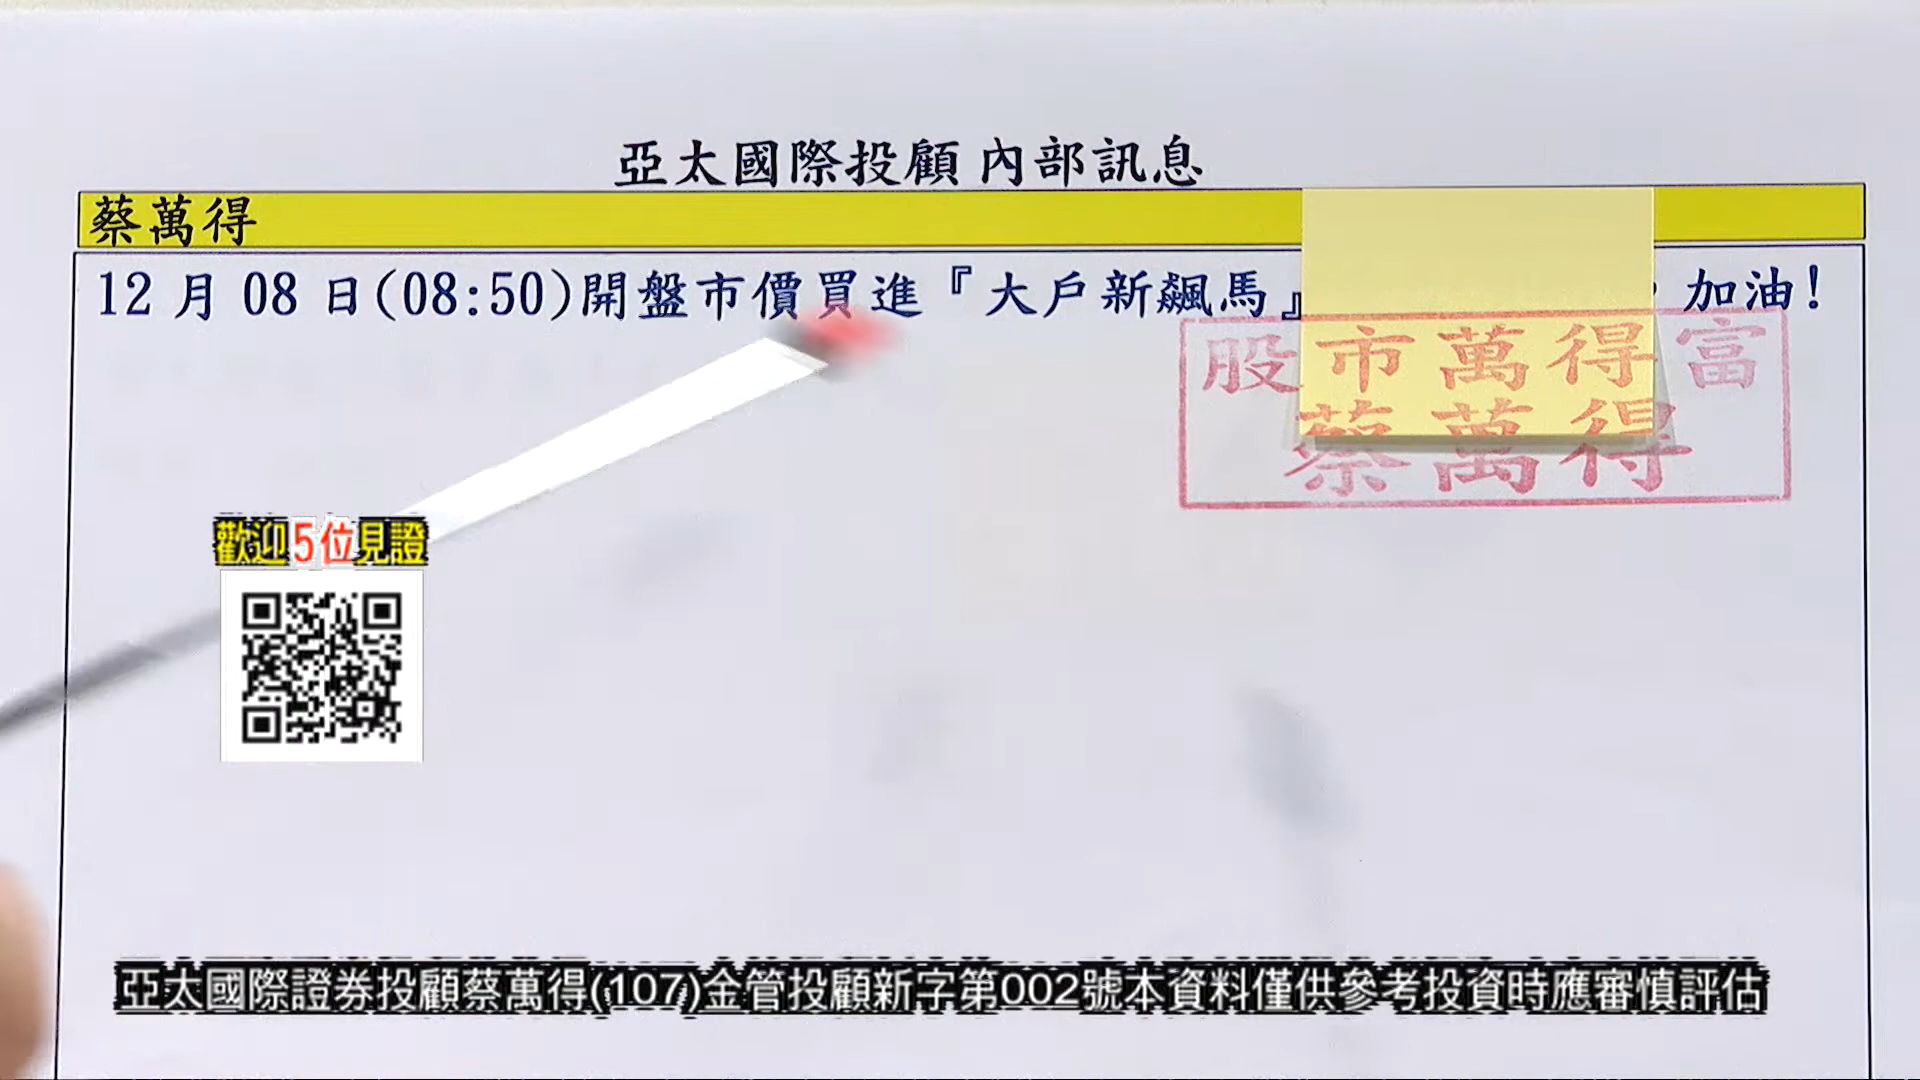 亞太國際投顧 內部訊息
蔡萬得
12 月 08 日(08:50)開盤市價買進『大戶新飆馬』 加油!
股市萬得富
蔡萬得
歡迎5位見證
亞太國際證券投顧蔡萬得(107)金管投顧新字第002號本資料僅供參考投資時應審慎評估